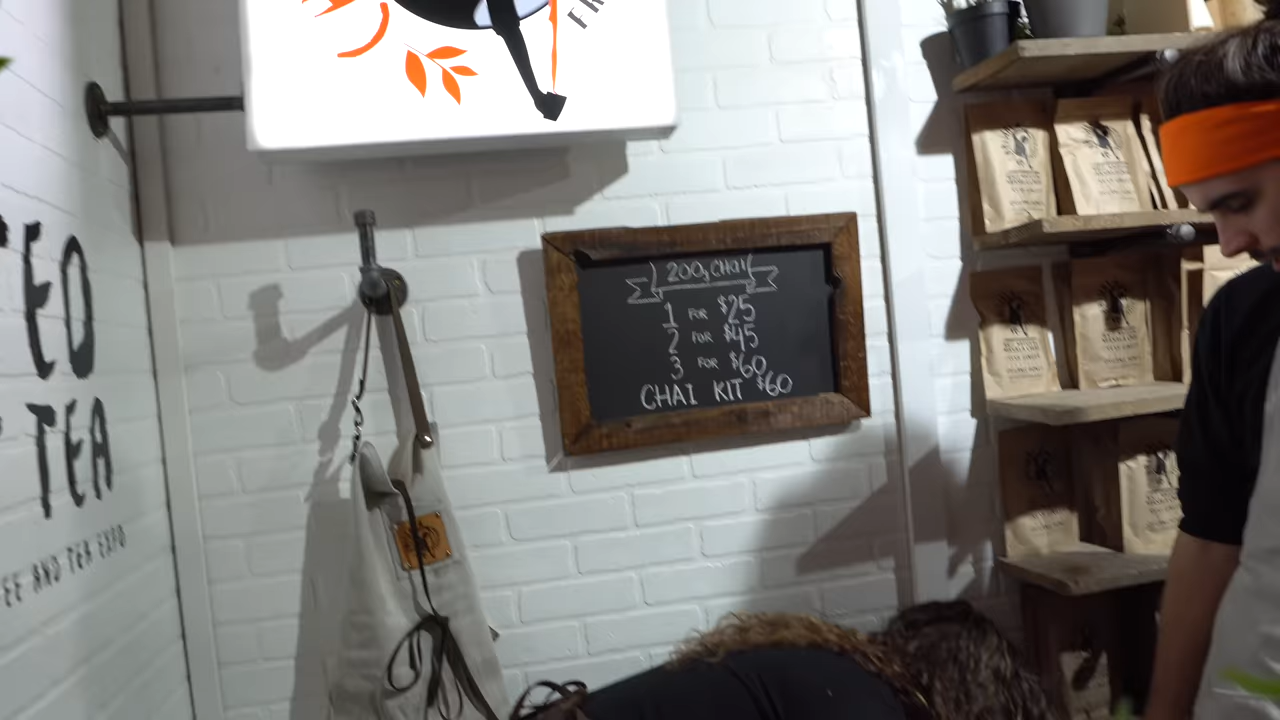 FR
EO
TEA
EE AND TEA EXPO
200g CHAI
1 FOR $25
2 FOR $45
3 FOR $60
CHAI KIT $60